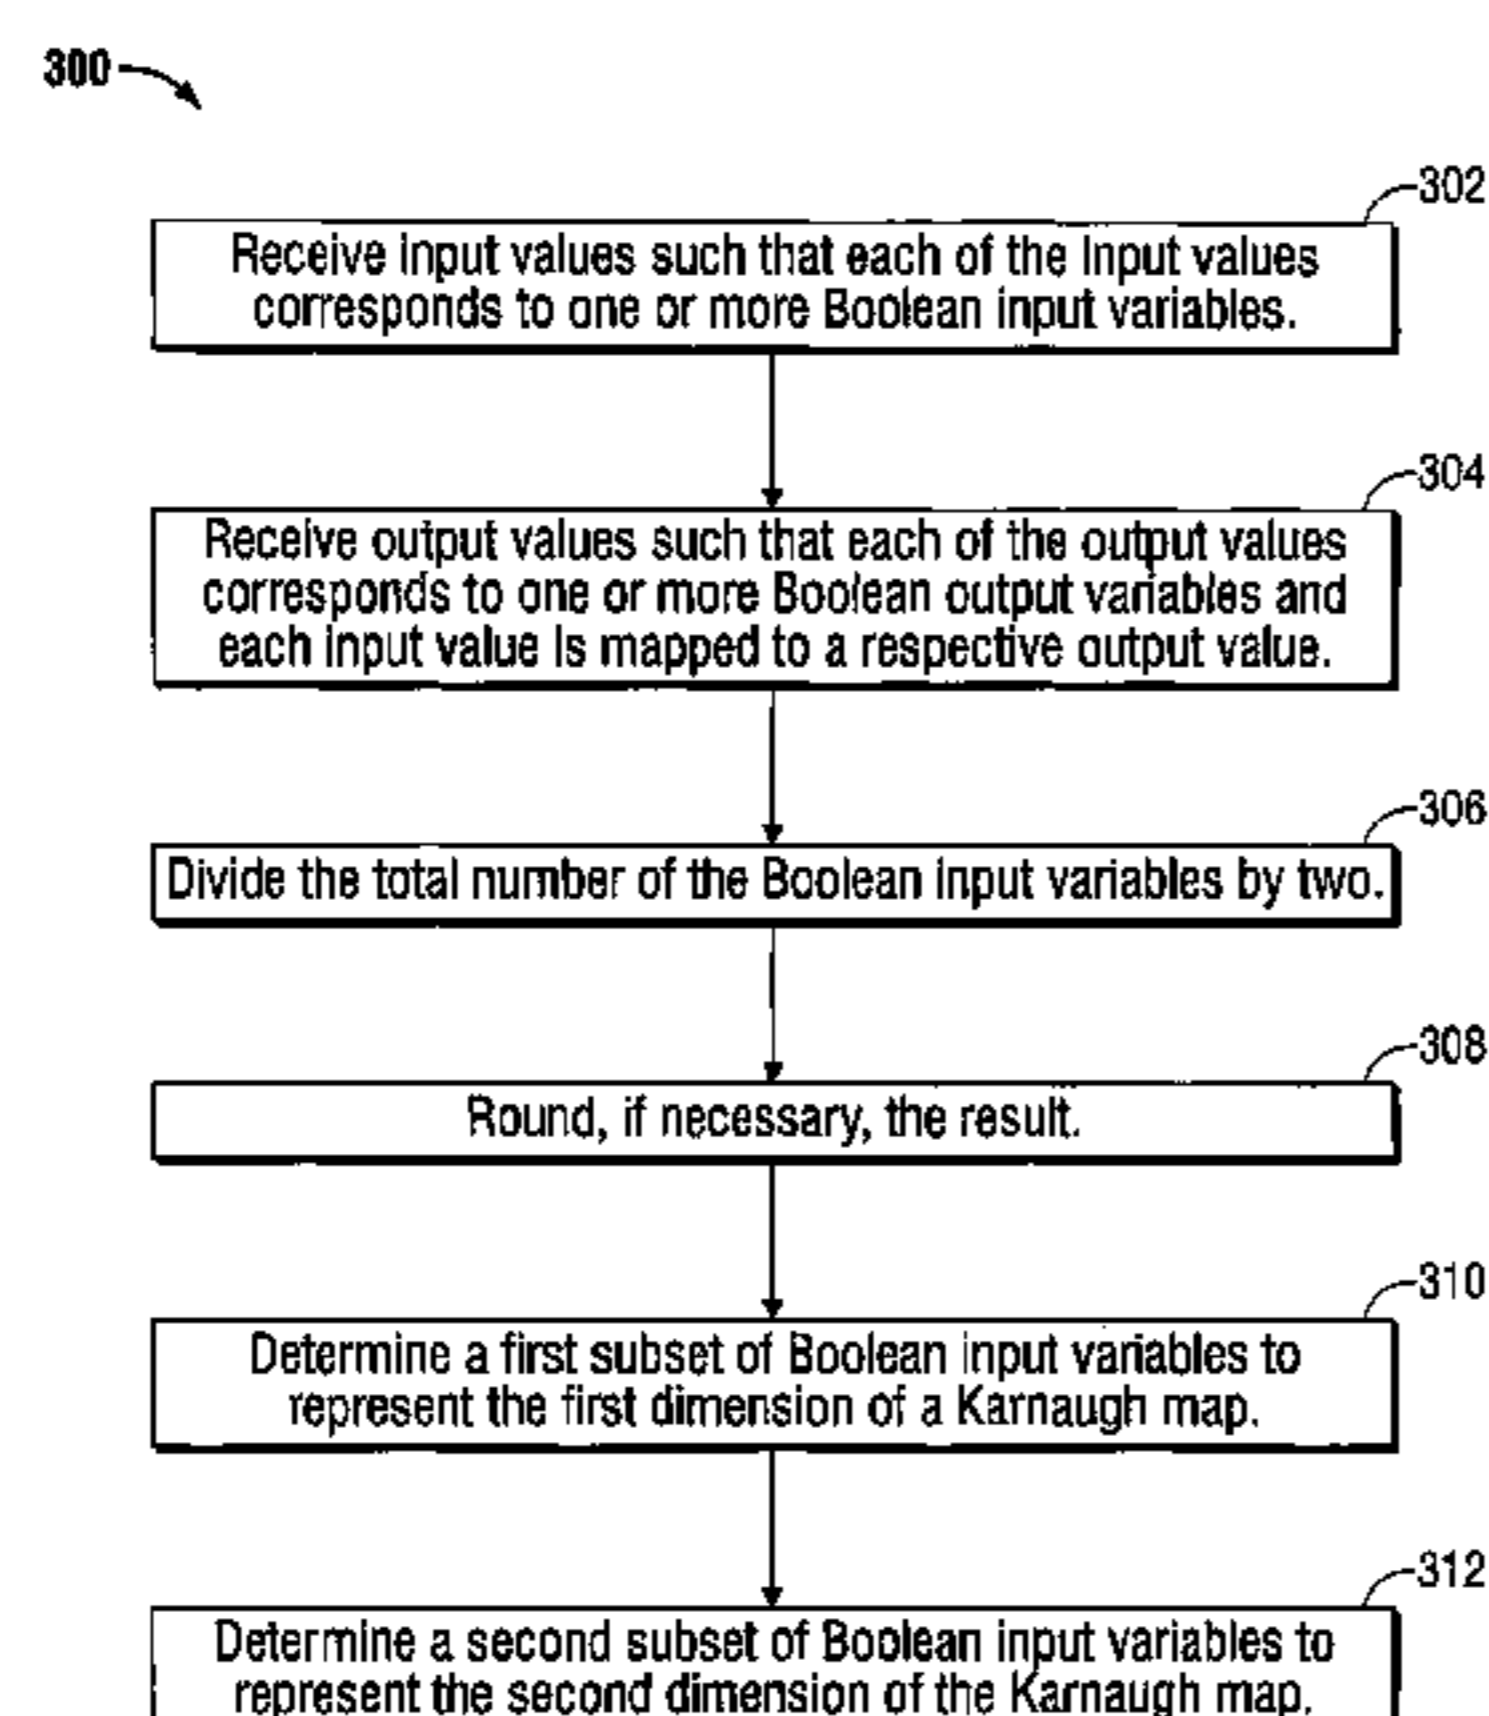 300
302
Receive input values such that each of the input values
corresponds to one or more Boolean input variables.
304
Receive output values such that each of the output values
corresponds to one or more Boolean output variables and
each input value is mapped to a respective output value.
306
Divide the total number of the Boolean input variables by two.
308
Round, if necessary, the result.
310
Determine a first subset of Boolean input variables to
represent the first dimension of a Karnaugh map.
312
Determine a second subset of Boolean input variables to
represent the second dimension of the Karnaugh map.